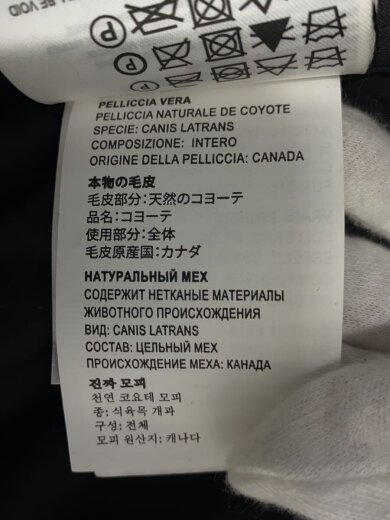 BE VOID
P
P
PELLICCIA VERA
PELLICCIA NATURALE DE COYOTE
SPECIE: CANIS LATRANS
COMPOSIZIONE: INTERO
ORIGINE DELLA PELLICCIA: CANADA
本物の毛皮
毛皮部分:天然のコヨーテ
品名:コヨーテ
使用部分:全体
毛皮原産国:カナダ
НАТУРАЛЬНЫЙ МЕХ
СОДЕРЖИТ НЕТКАНЫЕ МАТЕРИАЛЫ
ЖИВОТНОГО ПРОИСХОЖДЕНИЯ
ВИД: CANIS LATRANS
СОСТАВ: ЦЕЛЬНЫЙ МЕХ
ПРОИСХОЖДЕНИЕ МЕХА: КАНАДА
진짜 모피
천연 코요테 모피
종: 식육목 개과
구성: 전체
모피 원산지: 캐나다